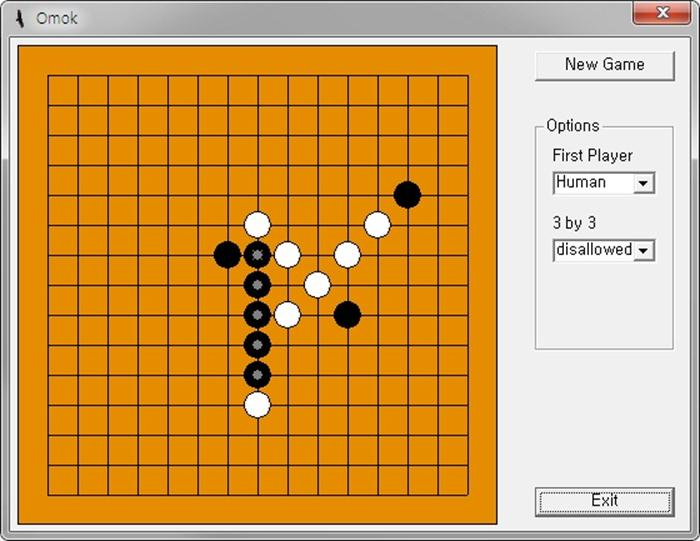 Omok
New Game
Options
First Player
Human
3 by 3
disallowed
Exit